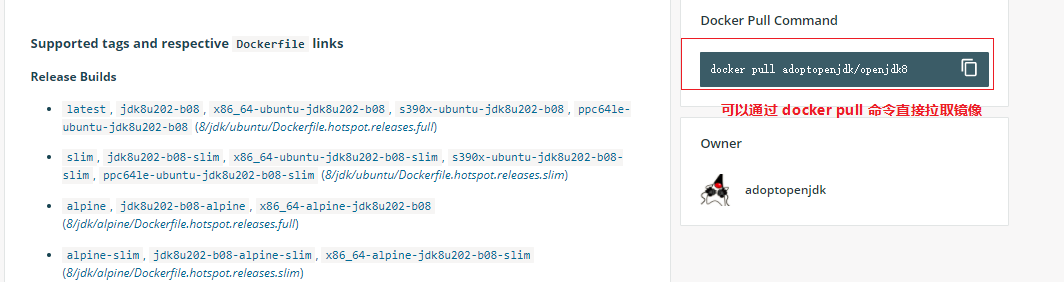 Supported tags and respective Dockerfile links
Release Builds
latest, jdk8u202-b08, x86_64-ubuntu-jdk8u202-b08, s390x-ubuntu-jdk8u202-b08, ppc64le-
ubuntu-jdk8u202-b08 (8/jdk/ubuntu/Dockerfile.hotspot.releases.full)
slim, jdk8u202-b08-slim, x86_64-ubuntu-jdk8u202-b08-slim, s390x-ubuntu-jdk8u202-b08-
slim, ppc64le-ubuntu-jdk8u202-b08-slim (8/jdk/ubuntu/Dockerfile.hotspot.releases.slim)
alpine, jdk8u202-b08-alpine, x86_64-alpine-jdk8u202-b08
(8/jdk/alpine/Dockerfile.hotspot.releases.full)
alpine-slim, jdk8u202-b08-alpine-slim, x86_64-alpine-jdk8u202-b08-slim
(8/jdk/alpine/Dockerfile.hotspot.releases.slim)
Docker Pull Command
docker pull adoptopenjdk/openjdk8
可以通过 docker pull 命令直接拉取镜像
Owner
adoptopenjdk